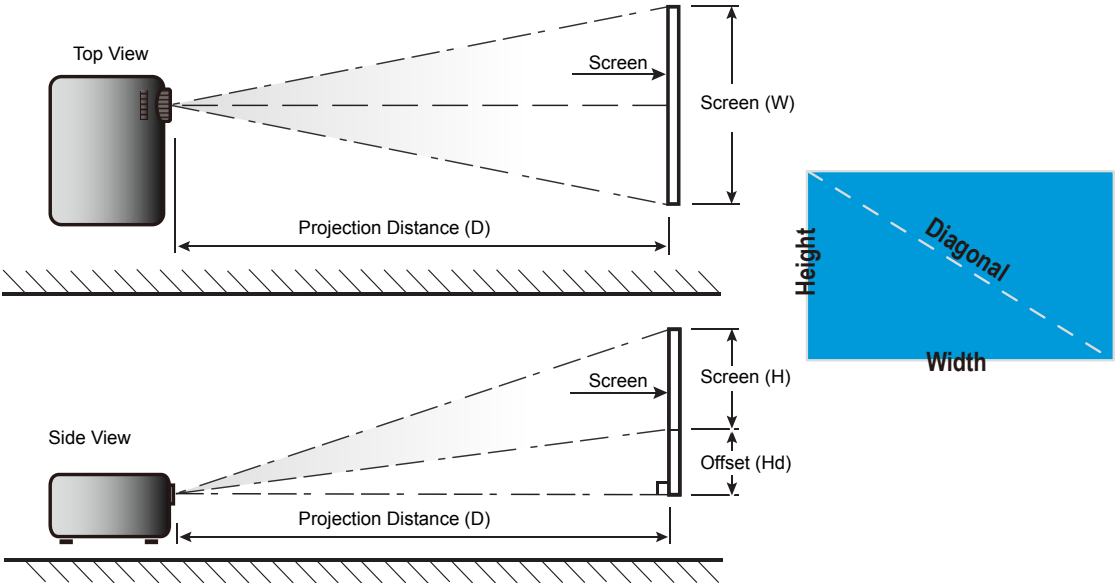 Top View
Screen
Screen (W)
Projection Distance (D)
Height
Diagonal
Width
Side View
Screen
Screen (H)
Offset (Hd)
Projection Distance (D)